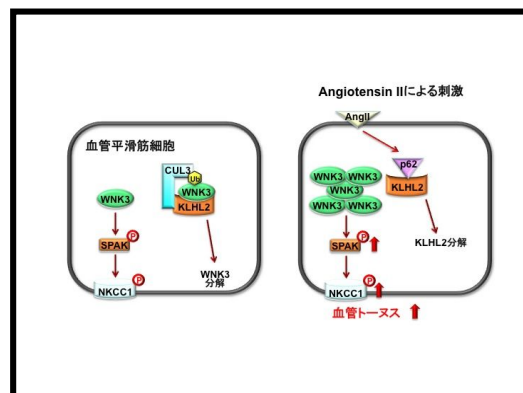 Angiotensin IIによる刺激
血管平滑筋細胞
CUL3
Ub
WNK3
KLHL2
WNK3
SPAK
P
NKCC1
P
WNK3
分解
AngII
p62
KLHL2
WNK3 WNK3
WNK3
WNK3 WNK3
SPAK
P
NKCC1
P
KLHL2分解
血管トーヌス